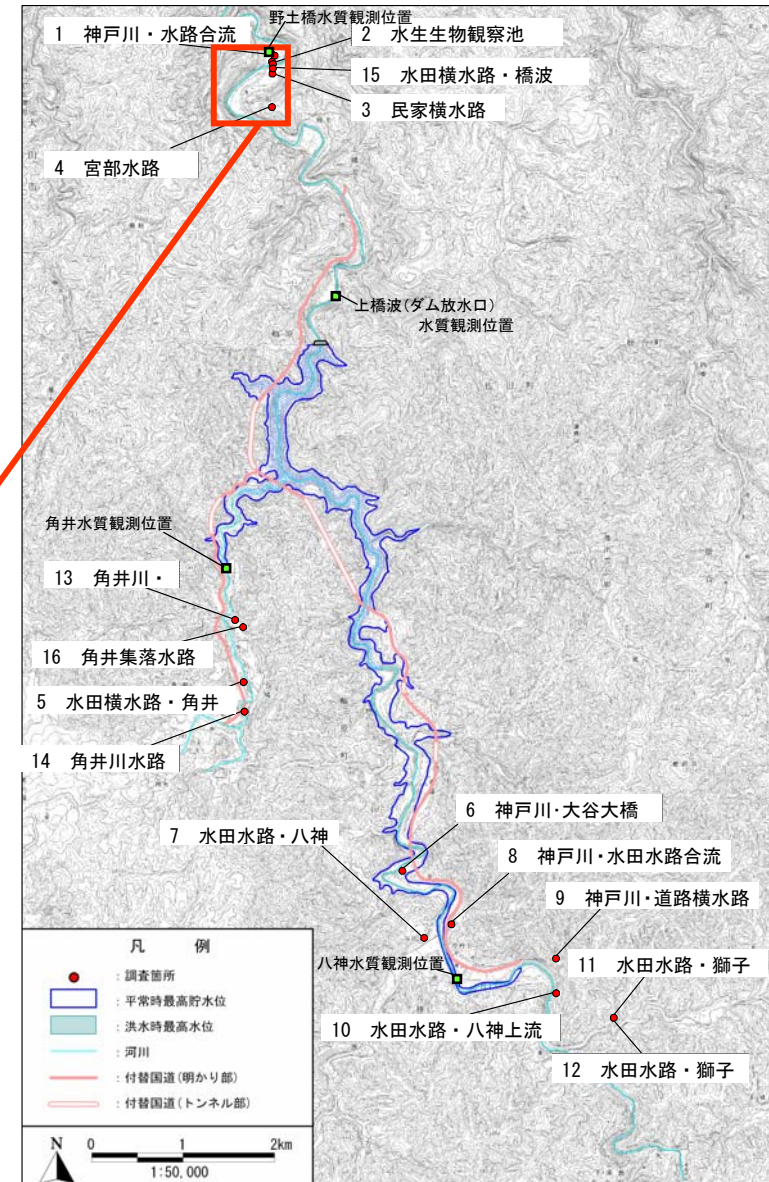 野土橋水質観測位置
1 神戸川・水路合流
2 水生生物観察池
15 水田横水路・橋波
3 民家横水路
4 宮部水路
上橋波(ダム放水口)
水質観測位置
角井水質観測位置
13 角井川・
16 角井集落水路
5 水田横水路・角井
14 角井川水路
6 神戸川・大谷大橋
7 水田水路・八神
8 神戸川・水田水路合流
9 神戸川・道路横水路
八神水質観測位置
11 水田水路・獅子
10 水田水路・八神上流
12 水田水路・獅子
凡 例
：調査箇所
：平常時最高貯水位
：洪水時最高水位
：河川
：付替国道(明かり部)
：付替国道(トンネル部)
N 0 1 2km
1:50,000